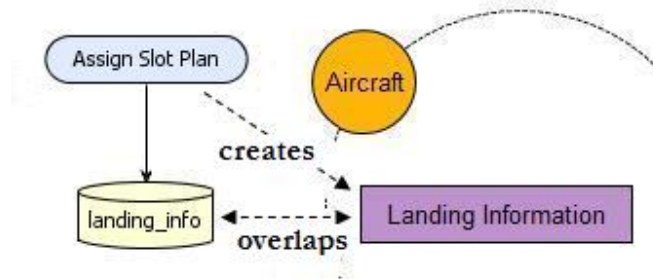 Assign Slot Plan
Aircraft
creates
landing_info
Landing Information
overlaps